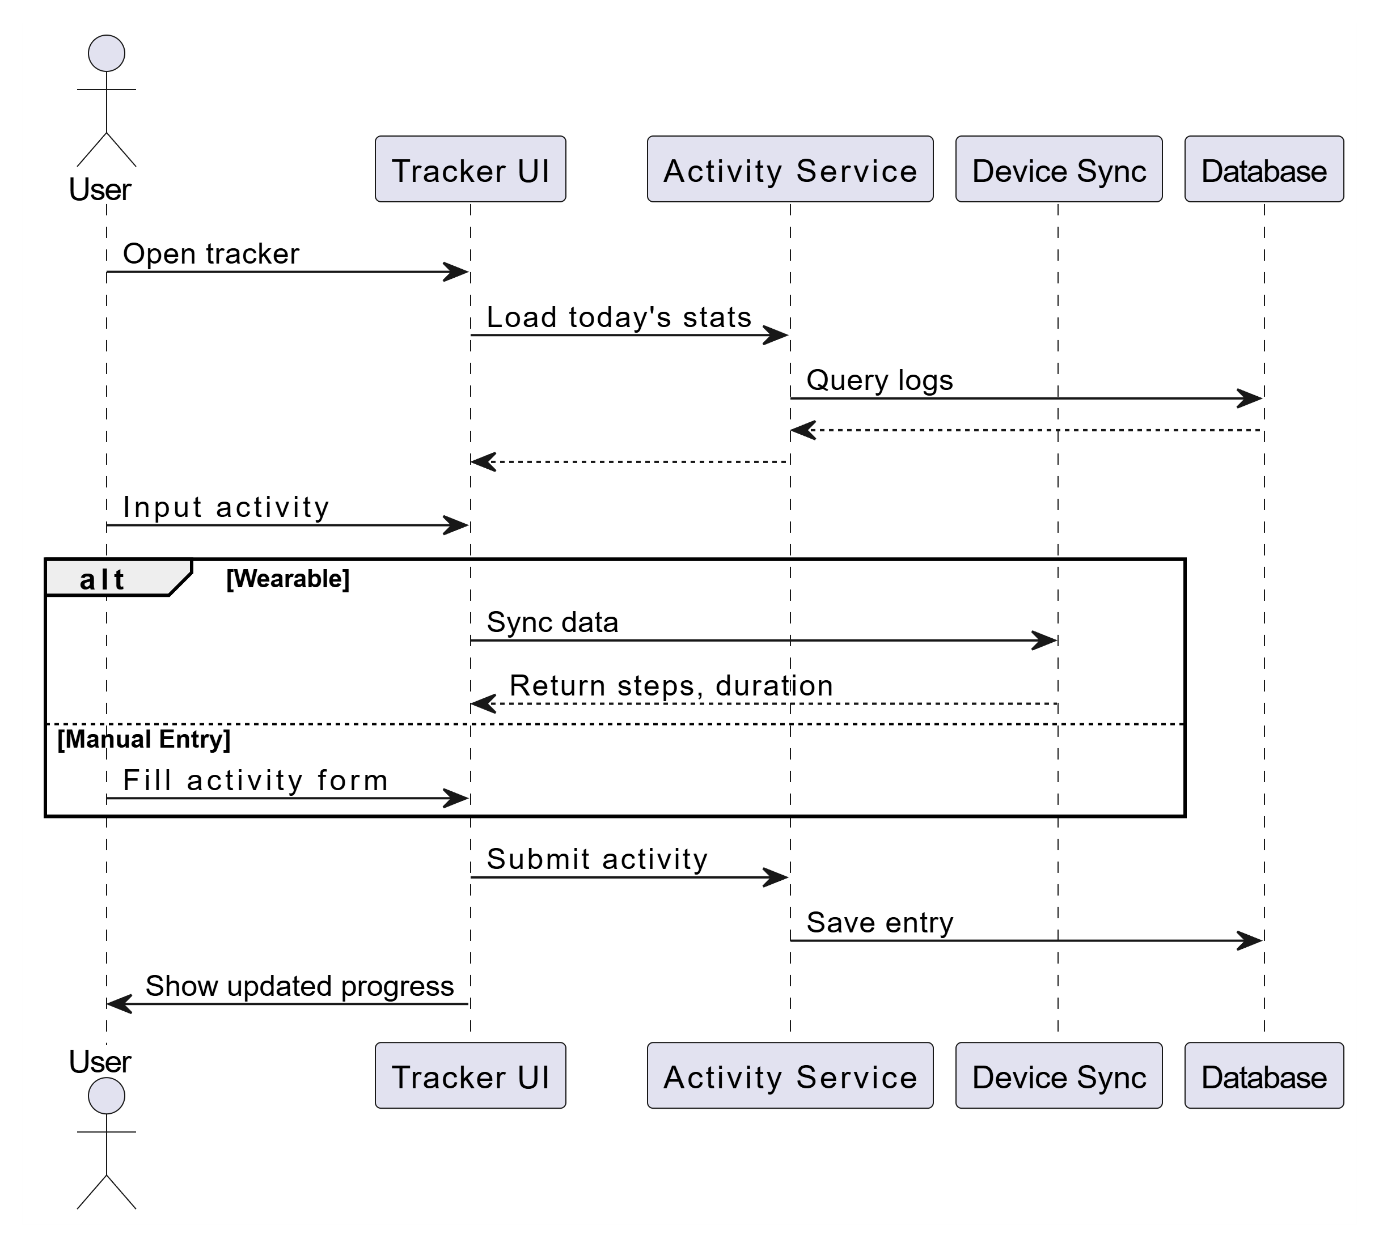 User
Tracker UI
Activity Service
Device Sync
Database
Open tracker
Load today's stats
Query logs
Input activity
alt
[Wearable]
Sync data
Return steps, duration
[Manual Entry]
Fill activity form
Submit activity
Save entry
Show updated progress
User
Tracker UI
Activity Service
Device Sync
Database